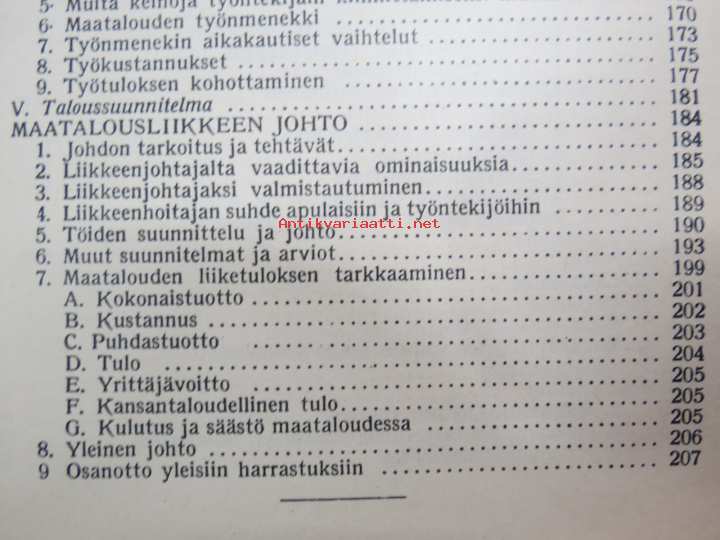 5. Muita keinoja työntekijäin
6. Maatalouden työnmenekki .......................... 170
7. Työnmenekin aikakautiset vaihtelut ................ 173
8. Työkustannukset .......................... 175
9. Työtuloksen kohottaminen .......................... 177
V. Taloussuunnitelma .......................... 181
MAATALOUSLIIKKEEN JOHTO .......................... 184
1. Johdon tarkoitus ja tehtävät .......................... 184
2. Liikkeenjohtajalta vaadittavia ominaisuuksia .............. 185
3. Liikkeenjohtajaksi valmistautuminen .................... 188
4. Liikkeenhoitajan suhde apulaisiin ja työntekijöihin .......... 189
Antikvariaatti.net
5. Töiden suunnittelu ja johto .......................... 190
6. Muut suunnitelmat ja arviot .......................... 193
7. Maatalouden liiketuloksen tarkkaaminen .................. 199
A. Kokonaistuotto .......................... 201
B. Kustannus .......................... 202
C. Puhdastuotto .......................... 203
D. Tulo .......................... 204
E. Yrittäjävoitto .......................... 205
F. Kansantaloudellinen tulo .......................... 205
G. Kulutus ja säästö maataloudessa .................... 205
8. Yleinen johto .......................... 206
9 Osanotto yleisiin harrastuksiin .......................... 207